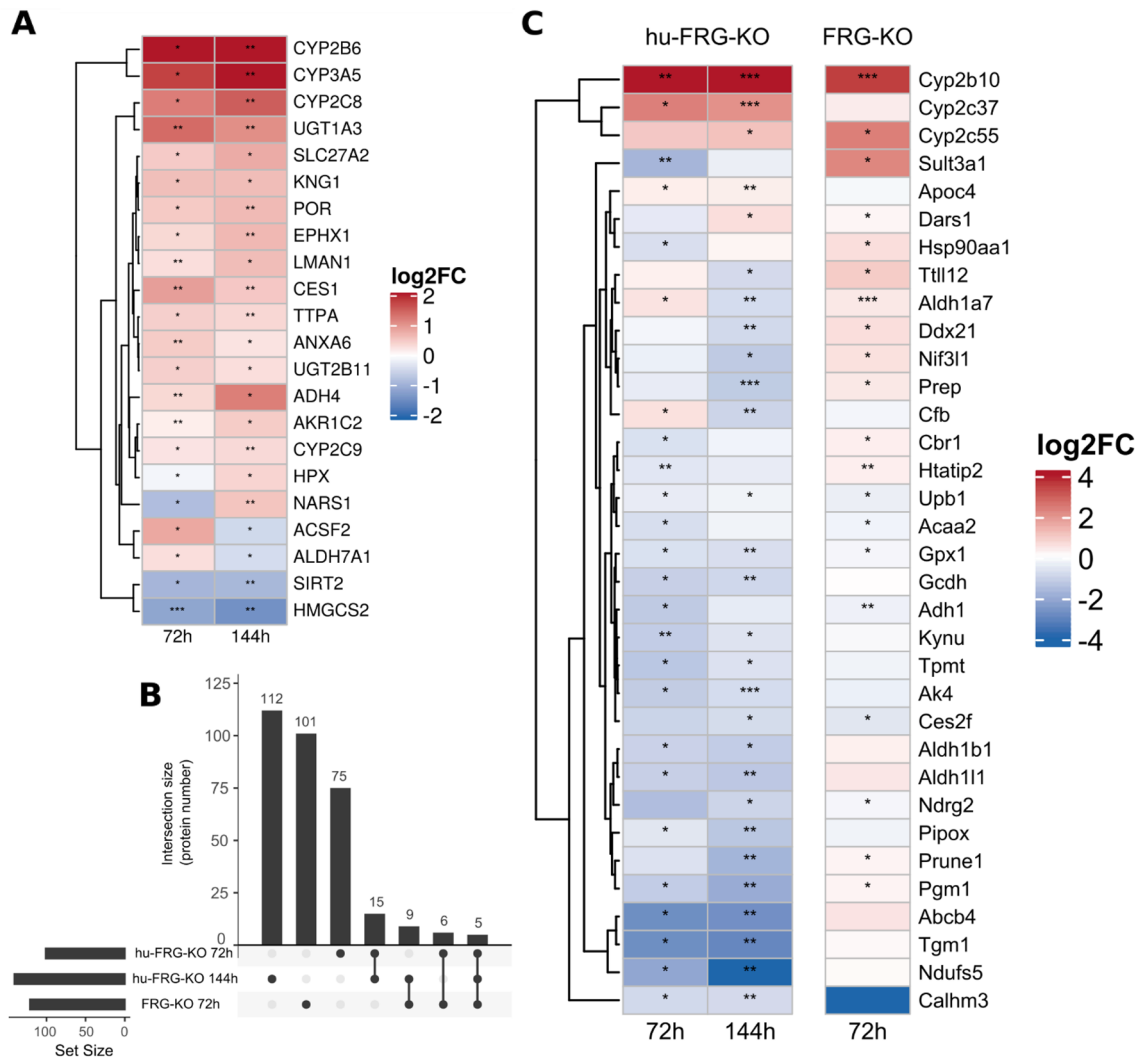 A
* ** CYP2B6
* ** CYP3A5
* ** CYP2C8
** ** UGT1A3
* * SLC27A2
* * KNG1
* ** POR
* ** EPHX1
** * LMAN1
** ** CES1
* ** TTPA
** * ANXA6
* * UGT2B11
** * ADH4
** * AKR1C2
* ** CYP2C9
* * HPX
* ** NARS1
* * ACSF2
* * ALDH7A1
* ** SIRT2
*** ** HMGCS2
72h 144h
log2FC
2
1
0
-1
-2
B
Intersection size
(protein number)
125
100
75
50
25
0
112
101
75
15
9
6
5
hu-FRG-KO 72h
hu-FRG-KO 144h
FRG-KO 72h
100 50 0
Set Size
C
hu-FRG-KO FRG-KO
** *** *** Cyp2b10
* *** Cyp2c37
* * Cyp2c55
** * Sult3a1
* ** Apoc4
* * Dars1
* * Hsp90aa1
* * Ttll12
* ** *** Aldh1a7
** * Ddx21
* * Nif3l1
*** * Prep
* ** Cfb
* * Cbr1
** ** Htatip2
* * * Upb1
* * Acaa2
* ** * Gpx1
* ** Gcdh
* ** Adh1
** * Kynu
* * Tpmt
* *** Ak4
* * Ces2f
* * Aldh1b1
* ** Aldh1l1
* * Ndrg2
* ** Pipox
** * Prune1
* ** * Pgm1
* ** Abcb4
* ** Tgm1
* ** Ndufs5
* ** Calhm3
72h 144h 72h
log2FC
4
2
0
-2
-4